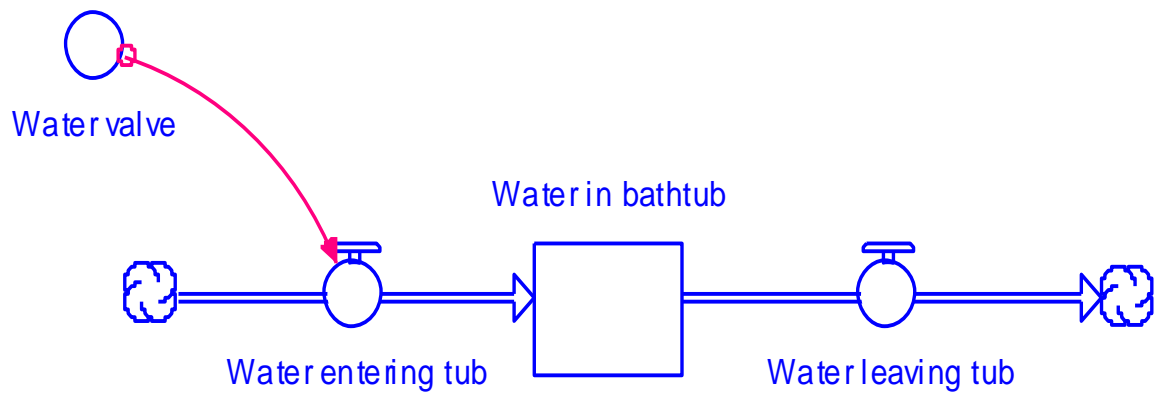 Water valve
Water in bathtub
Water entering tub
Water leaving tub